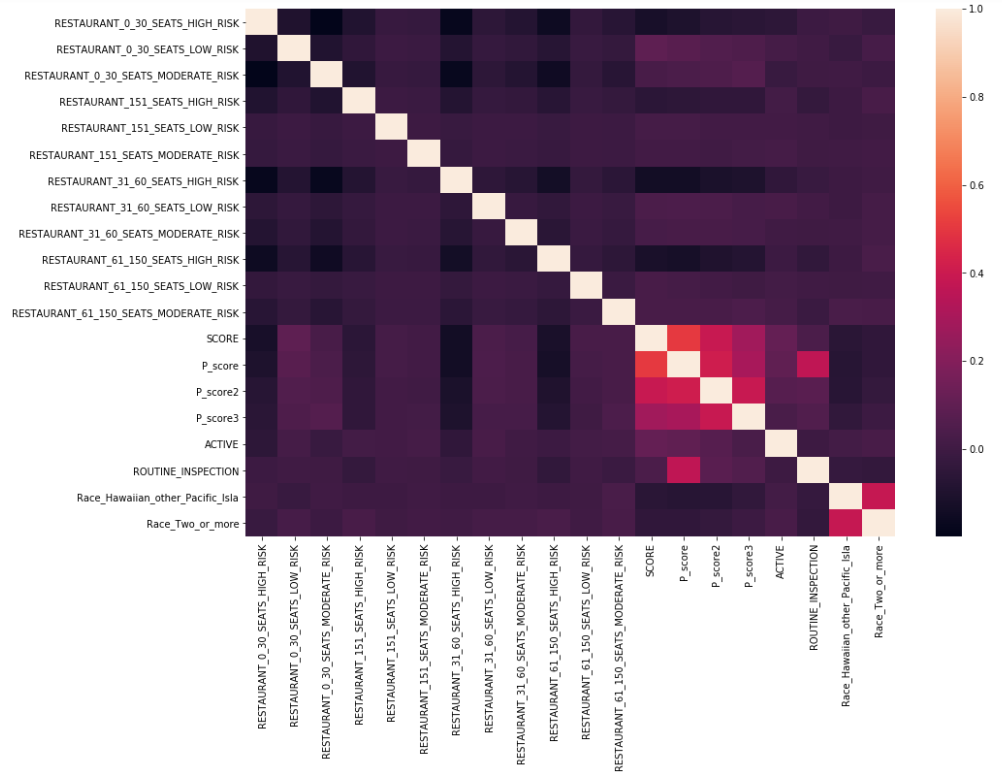 RESTAURANT_0_30_SEATS_HIGH_RISK
RESTAURANT_0_30_SEATS_LOW_RISK
RESTAURANT_0_30_SEATS_MODERATE_RISK
RESTAURANT_151_SEATS_HIGH_RISK
RESTAURANT_151_SEATS_LOW_RISK
RESTAURANT_151_SEATS_MODERATE_RISK
RESTAURANT_31_60_SEATS_HIGH_RISK
RESTAURANT_31_60_SEATS_LOW_RISK
RESTAURANT_31_60_SEATS_MODERATE_RISK
RESTAURANT_61_150_SEATS_HIGH_RISK
RESTAURANT_61_150_SEATS_LOW_RISK
RESTAURANT_61_150_SEATS_MODERATE_RISK
SCORE
P_score
P_score2
P_score3
ACTIVE
ROUTINE_INSPECTION
Race_Hawaiian_other_Pacific_Isla
Race_Two_or_more
RESTAURANT_0_30_SEATS_HIGH_RISK
RESTAURANT_0_30_SEATS_LOW_RISK
RESTAURANT_0_30_SEATS_MODERATE_RISK
RESTAURANT_151_SEATS_HIGH_RISK
RESTAURANT_151_SEATS_LOW_RISK
RESTAURANT_151_SEATS_MODERATE_RISK
RESTAURANT_31_60_SEATS_HIGH_RISK
RESTAURANT_31_60_SEATS_LOW_RISK
RESTAURANT_31_60_SEATS_MODERATE_RISK
RESTAURANT_61_150_SEATS_HIGH_RISK
RESTAURANT_61_150_SEATS_LOW_RISK
RESTAURANT_61_150_SEATS_MODERATE_RISK
SCORE
P_score
P_score2
P_score3
ACTIVE
ROUTINE_INSPECTION
Race_Hawaiian_other_Pacific_Isla
Race_Two_or_more
1.0
0.8
0.6
0.4
0.2
0.0